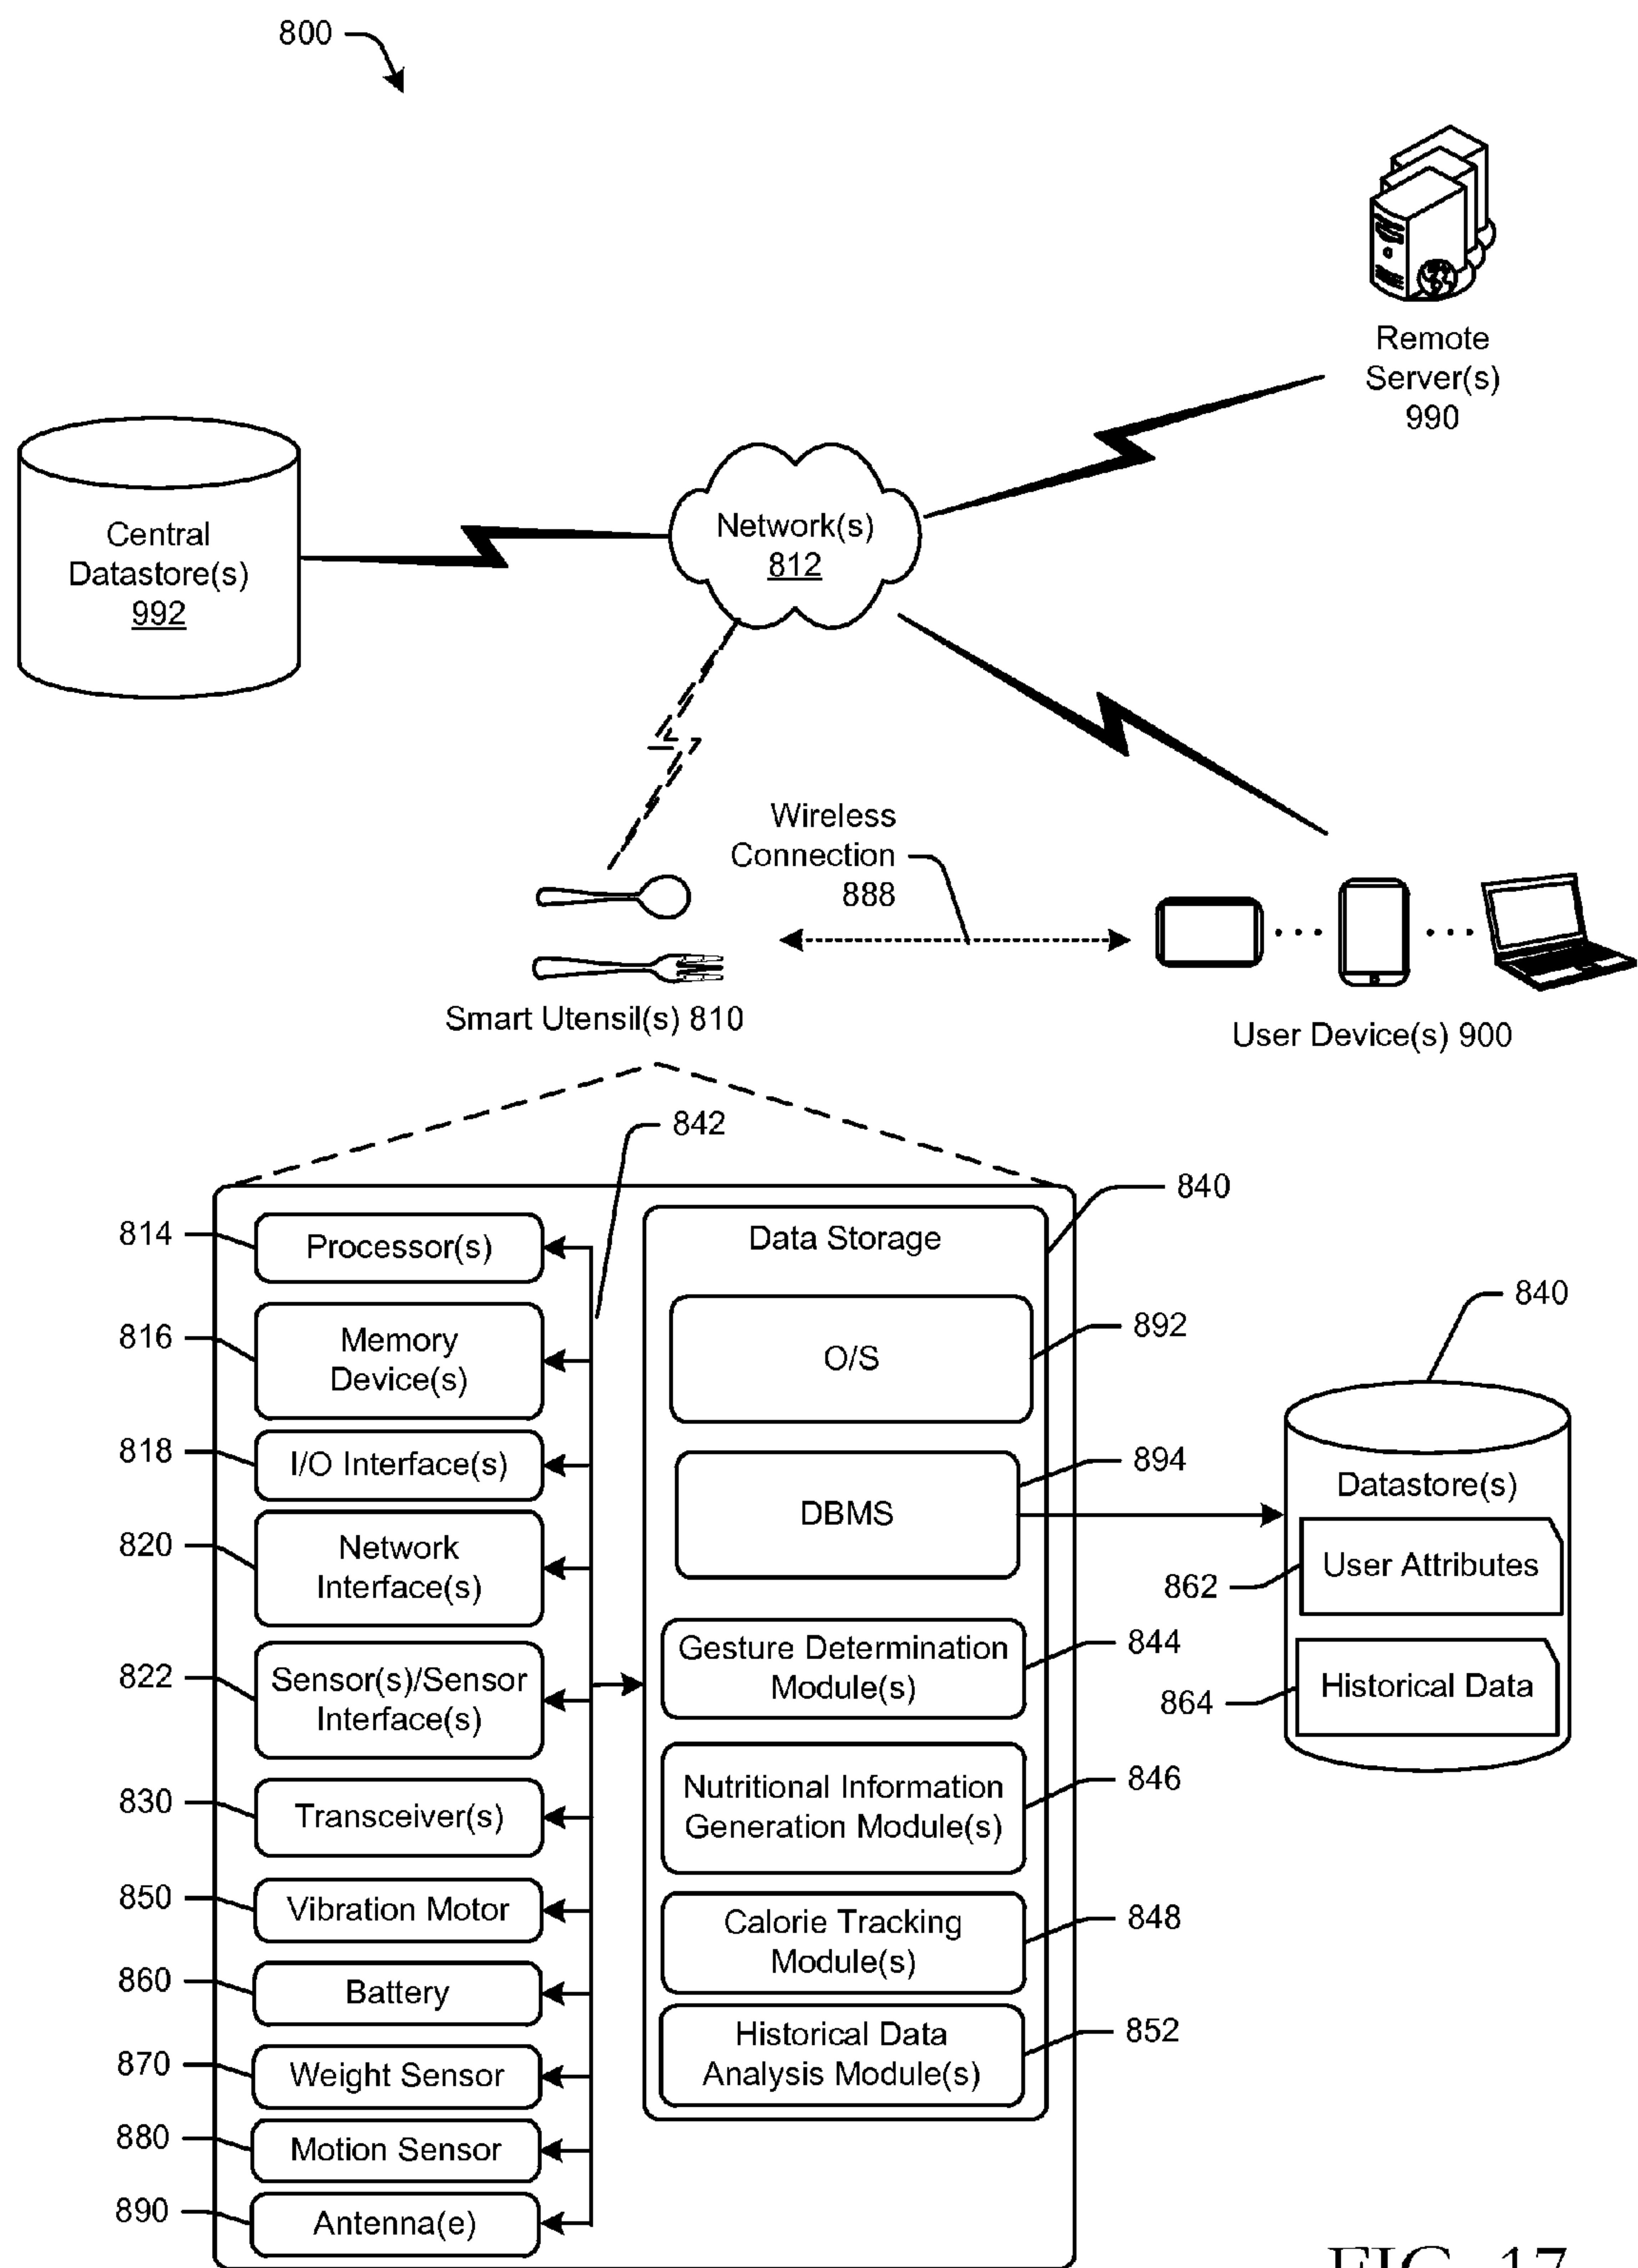 800
Remote
Server(s)
990
Central
Datastore(s)
992
Network(s)
812
Wireless
Connection
888
Smart Utensil(s) 810
User Device(s) 900
842
840
814
Processor(s)
Data Storage
816
Memory
Device(s)
O/S
892
840
818
I/O Interface(s)
DBMS
894
Datastore(s)
820
Network
Interface(s)
User Attributes
862
822
Sensor(s)/Sensor
Interface(s)
Gesture Determination
Module(s)
844
Historical Data
864
830
Transceiver(s)
Nutritional Information
Generation Module(s)
846
850
Vibration Motor
Calorie Tracking
Module(s)
848
860
Battery
Historical Data
Analysis Module(s)
852
870
Weight Sensor
880
Motion Sensor
890
Antenna(e)
FIG. 17